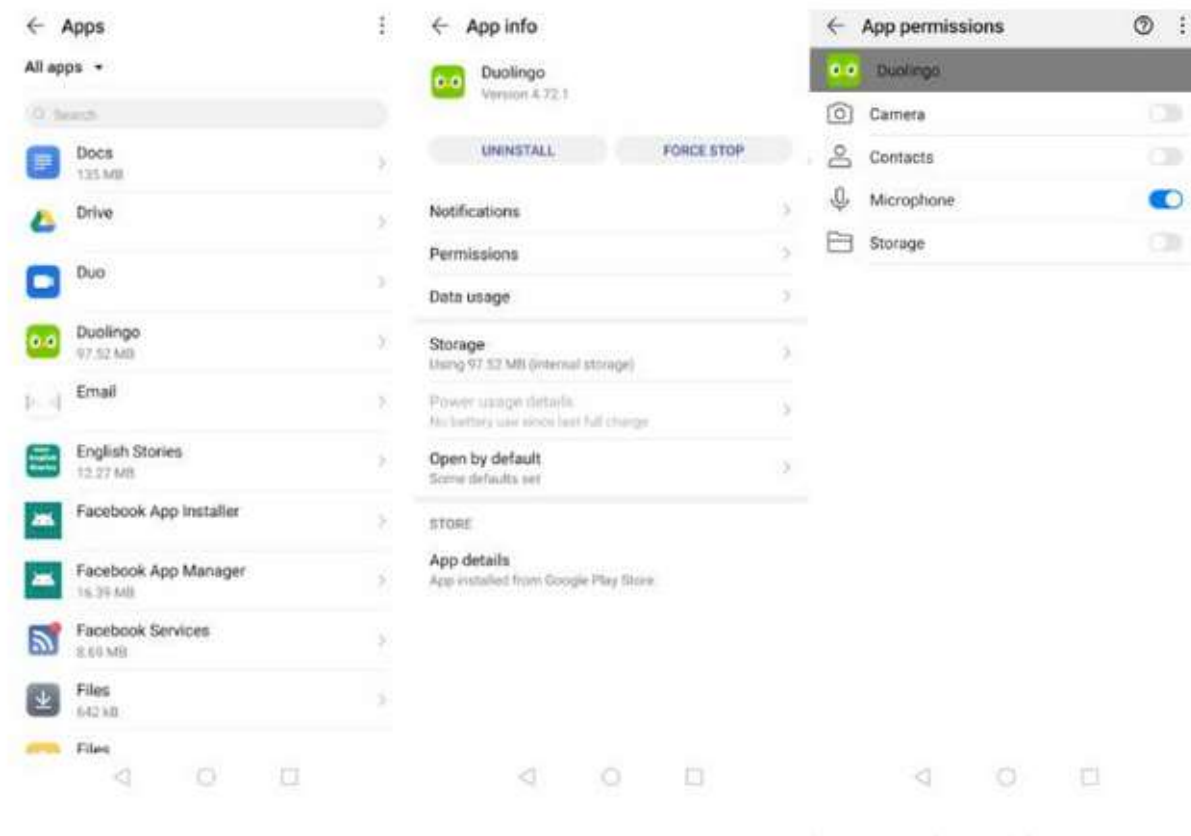 Apps
All apps
Search
Docs
135 MB
Drive
Duo
Duolingo
97.52 MB
Email
English Stories
12.27 MB
Facebook App Installer
Facebook App Manager
16.39 MB
Facebook Services
8.69 MB
Files
642 kB
Files
App info
Duolingo
Version 4.72.1
UNINSTALL FORCE STOP
Notifications
Permissions
Data usage
Storage
Using 97.52 MB (internal storage)
Power usage details
No battery use since last full charge
Open by default
Some defaults set
STORE
App details
App installed from Google Play Store
App permissions
Duolingo
Camera
Contacts
Microphone
Storage